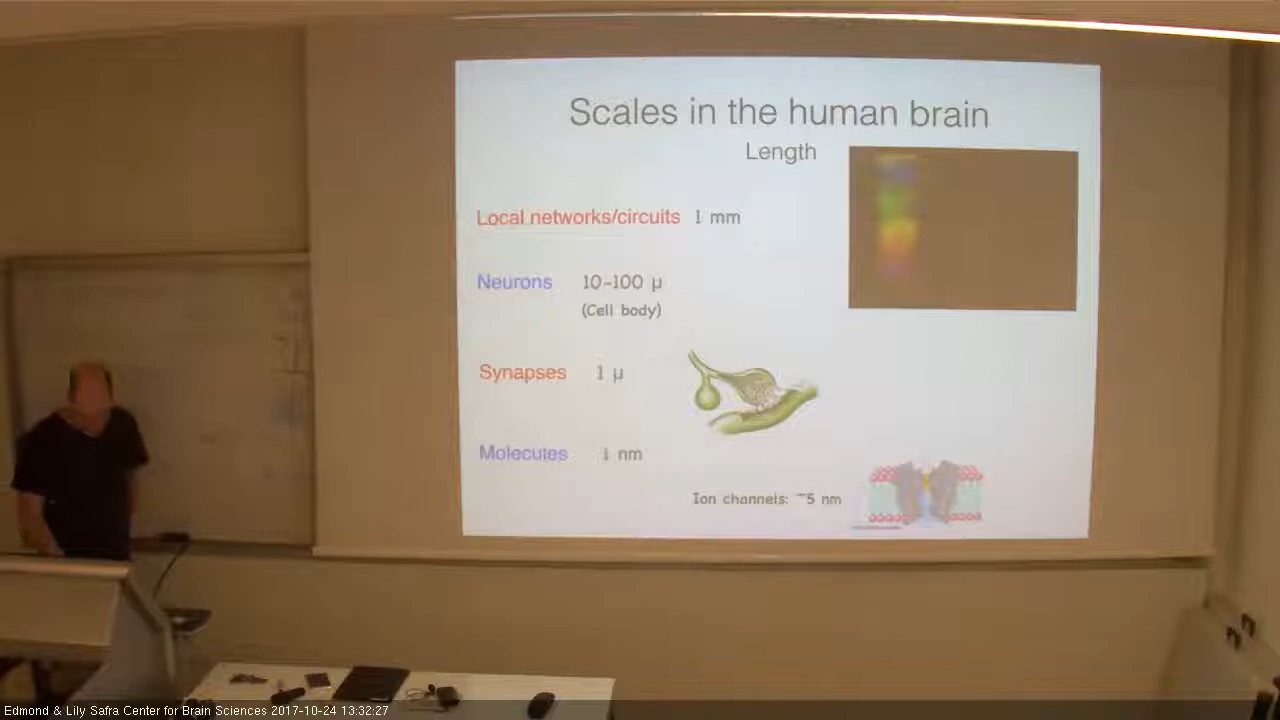 Scales in the human brain
Length
Local networks/circuits 1 mm
Neurons 10-100 µ
(Cell body)
Synapses 1 µ
Molecutes 1 nm
Ion channels: ~5 nm
Edmond & Lily Safra Center for Brain Sciences 2017-10-24 13:32:27